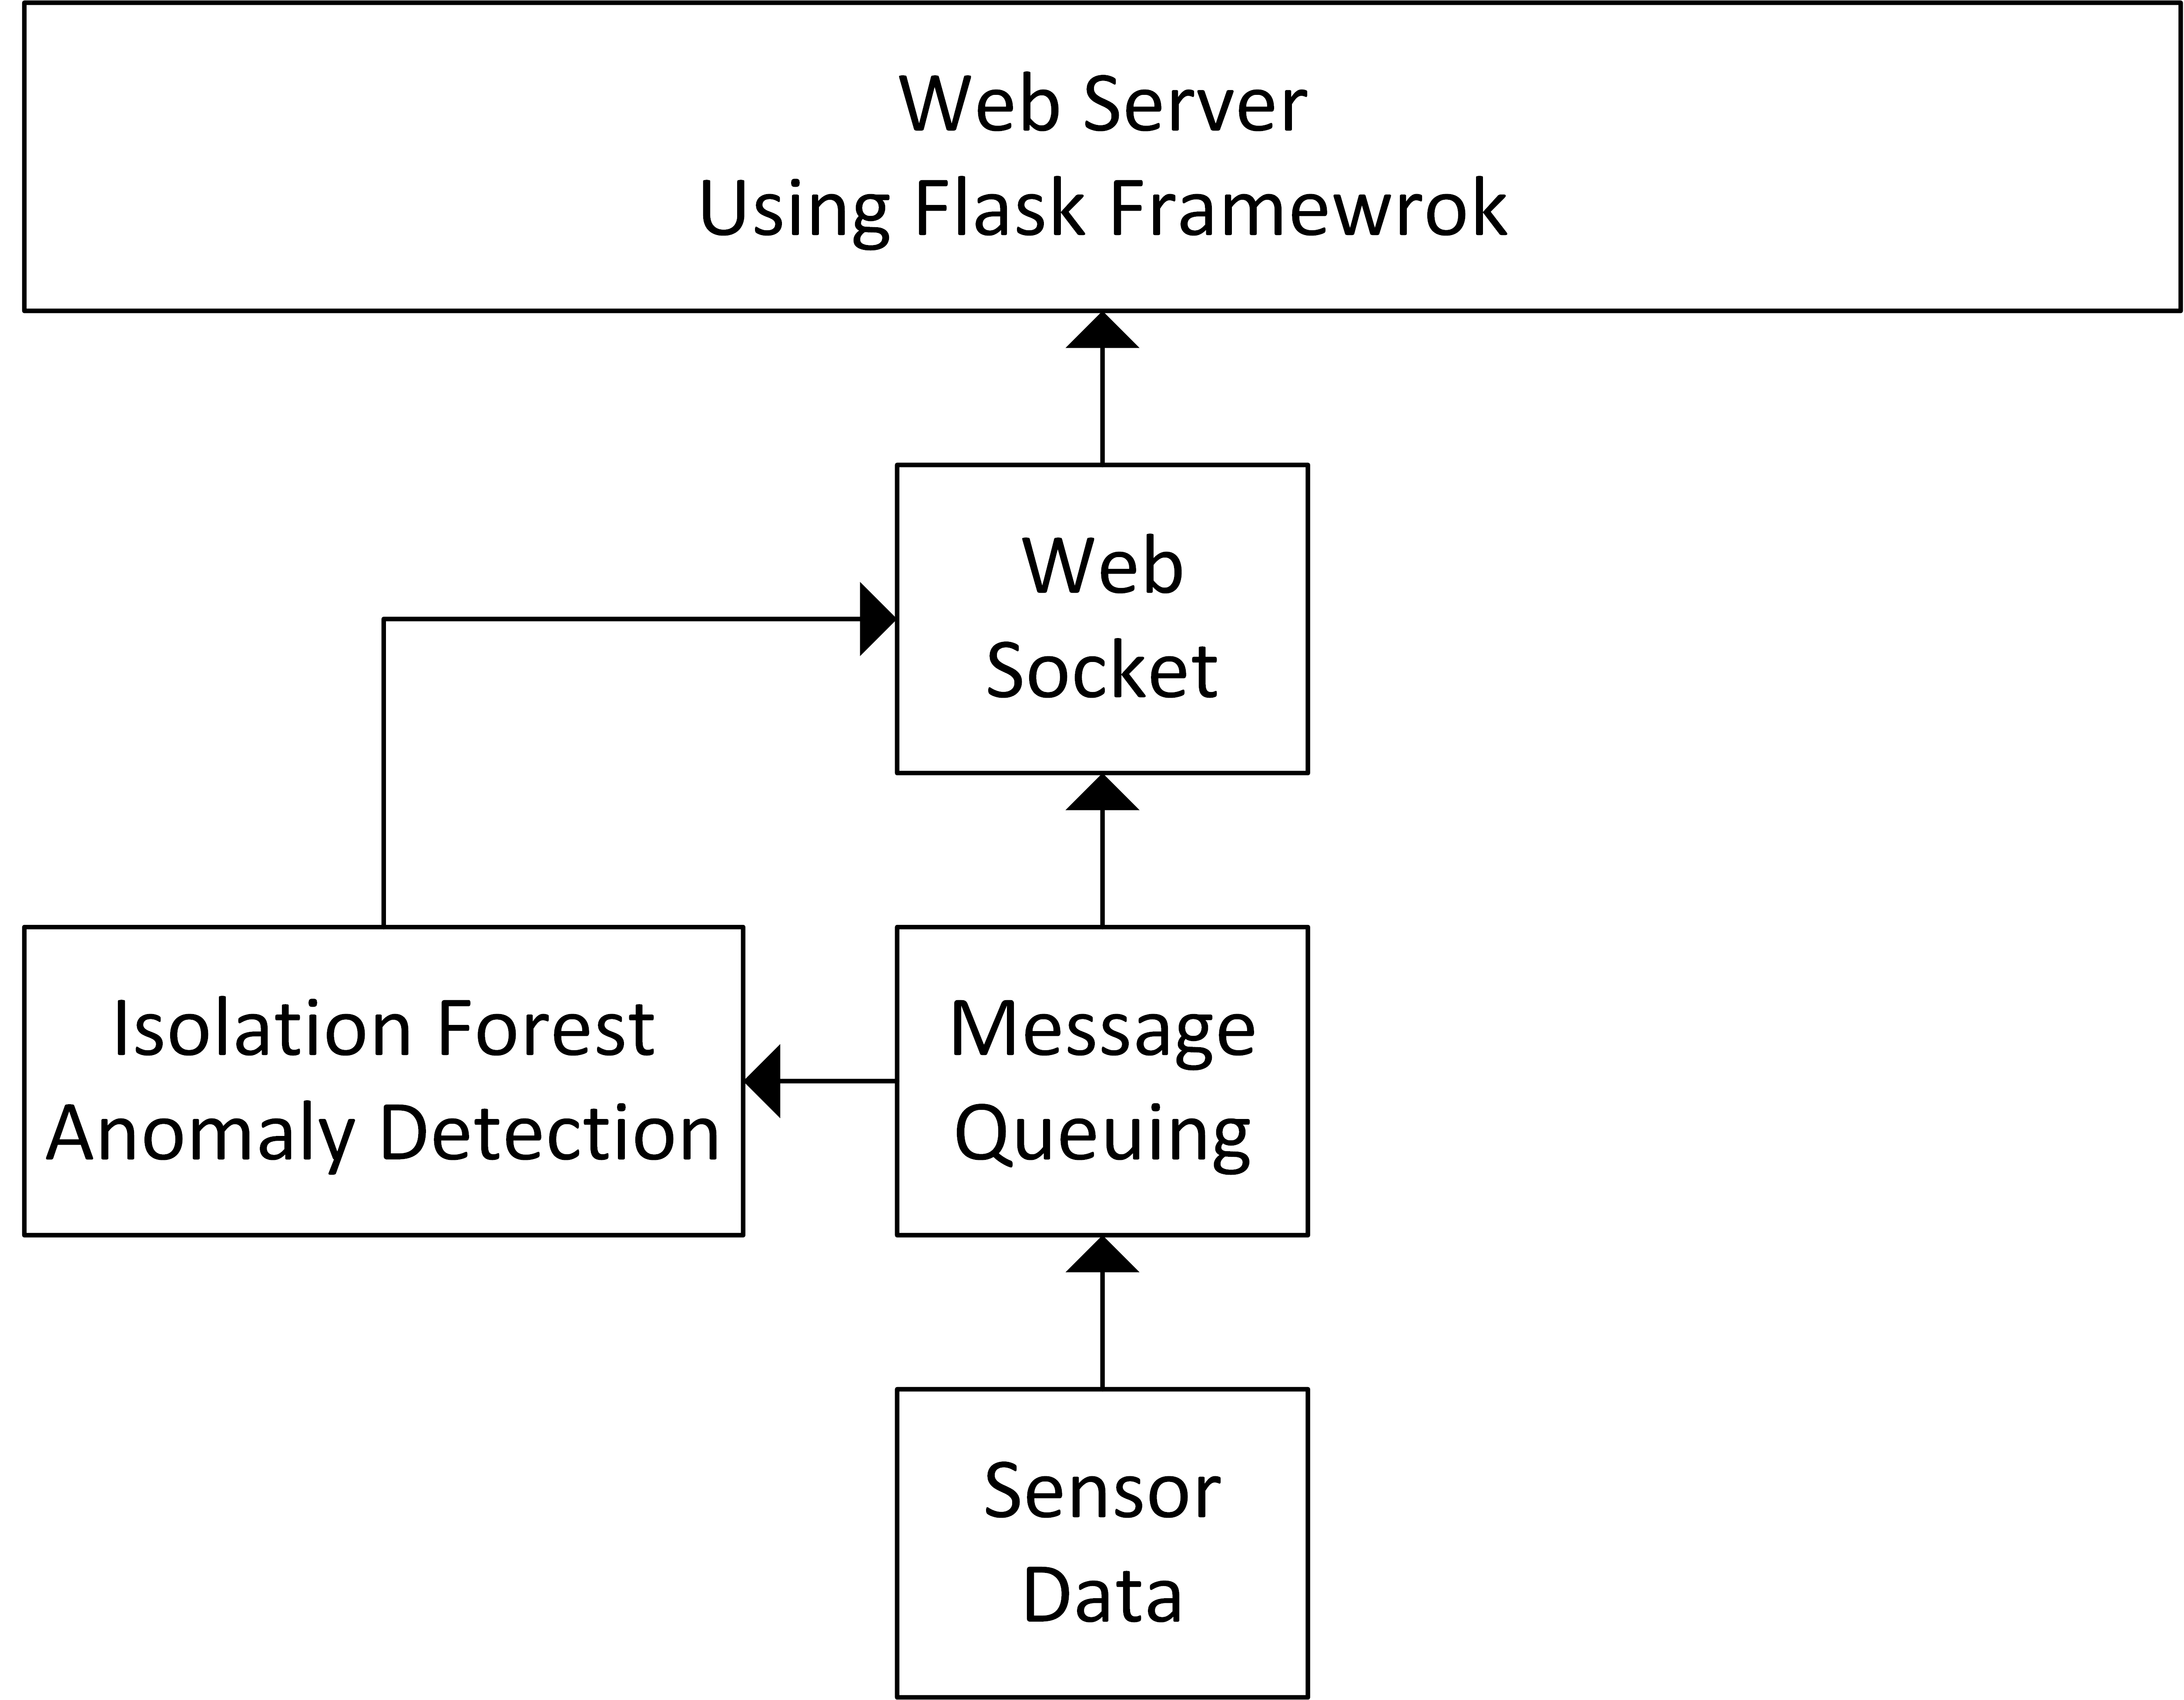 Web Server
Using Flask Framewrok
Web
Socket
Isolation Forest
Anomaly Detection
Message
Queuing
Sensor
Data